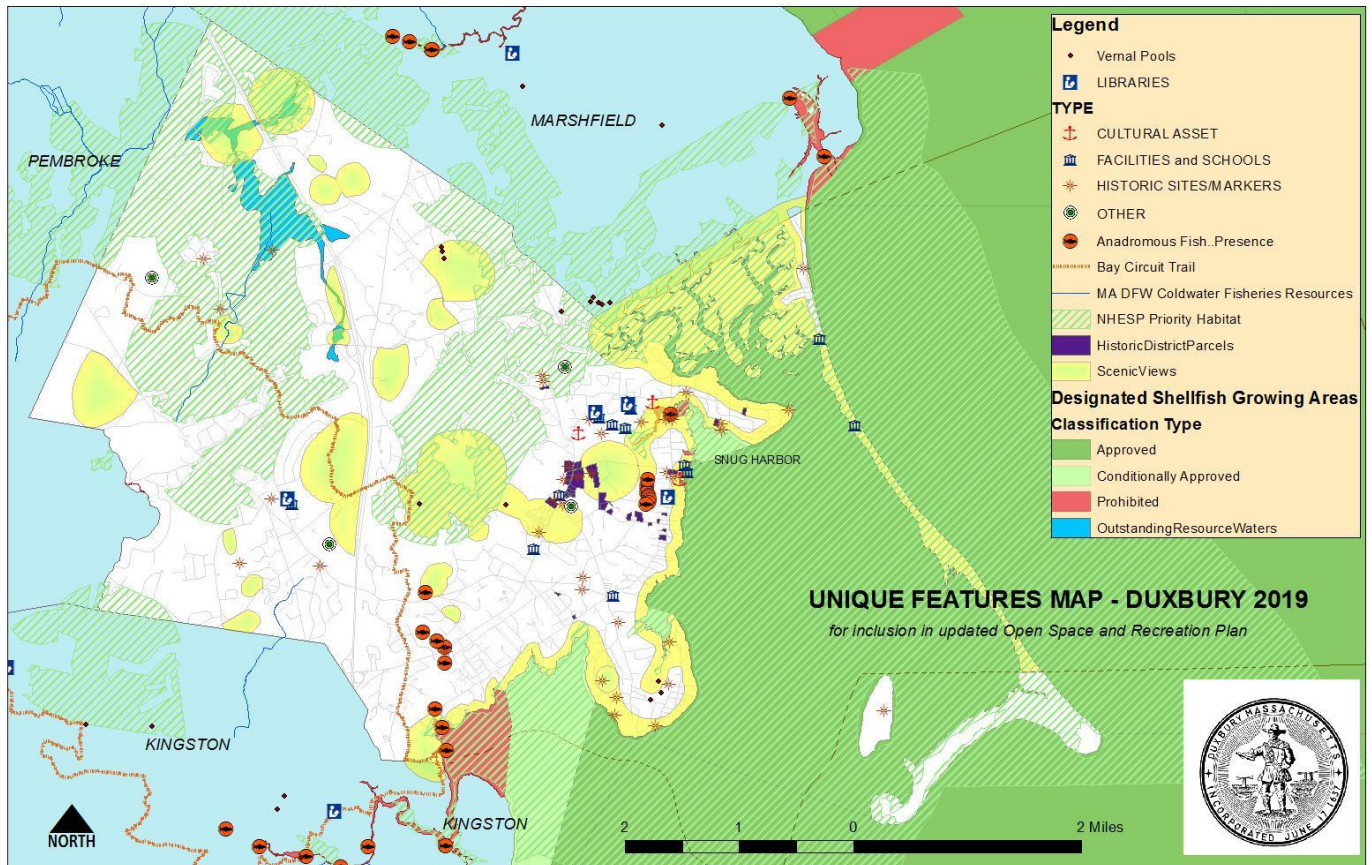 Legend
Vernal Pools
LIBRARIES
TYPE
CULTURAL ASSET
FACILITIES and SCHOOLS
HISTORIC SITES/MARKERS
OTHER
Anadromous Fish..Presence
Bay Circuit Trail
MA DFW Coldwater Fisheries Resources
NHESP Priority Habitat
HistoricDistrictParcels
ScenicViews
Designated Shellfish Growing Areas
Classification Type
Approved
Conditionally Approved
Prohibited
OutstandingResourceWaters
MARSHFIELD
PEMBROKE
SNUG HARBOR
UNIQUE FEATURES MAP - DUXBURY 2019
for inclusion in updated Open Space and Recreation Plan
KINGSTON
KINGSTON
NORTH
2 1 0 2 Miles
DUXBURY MASSACHUSETTS
INCORPORATED JUNE 17 1637